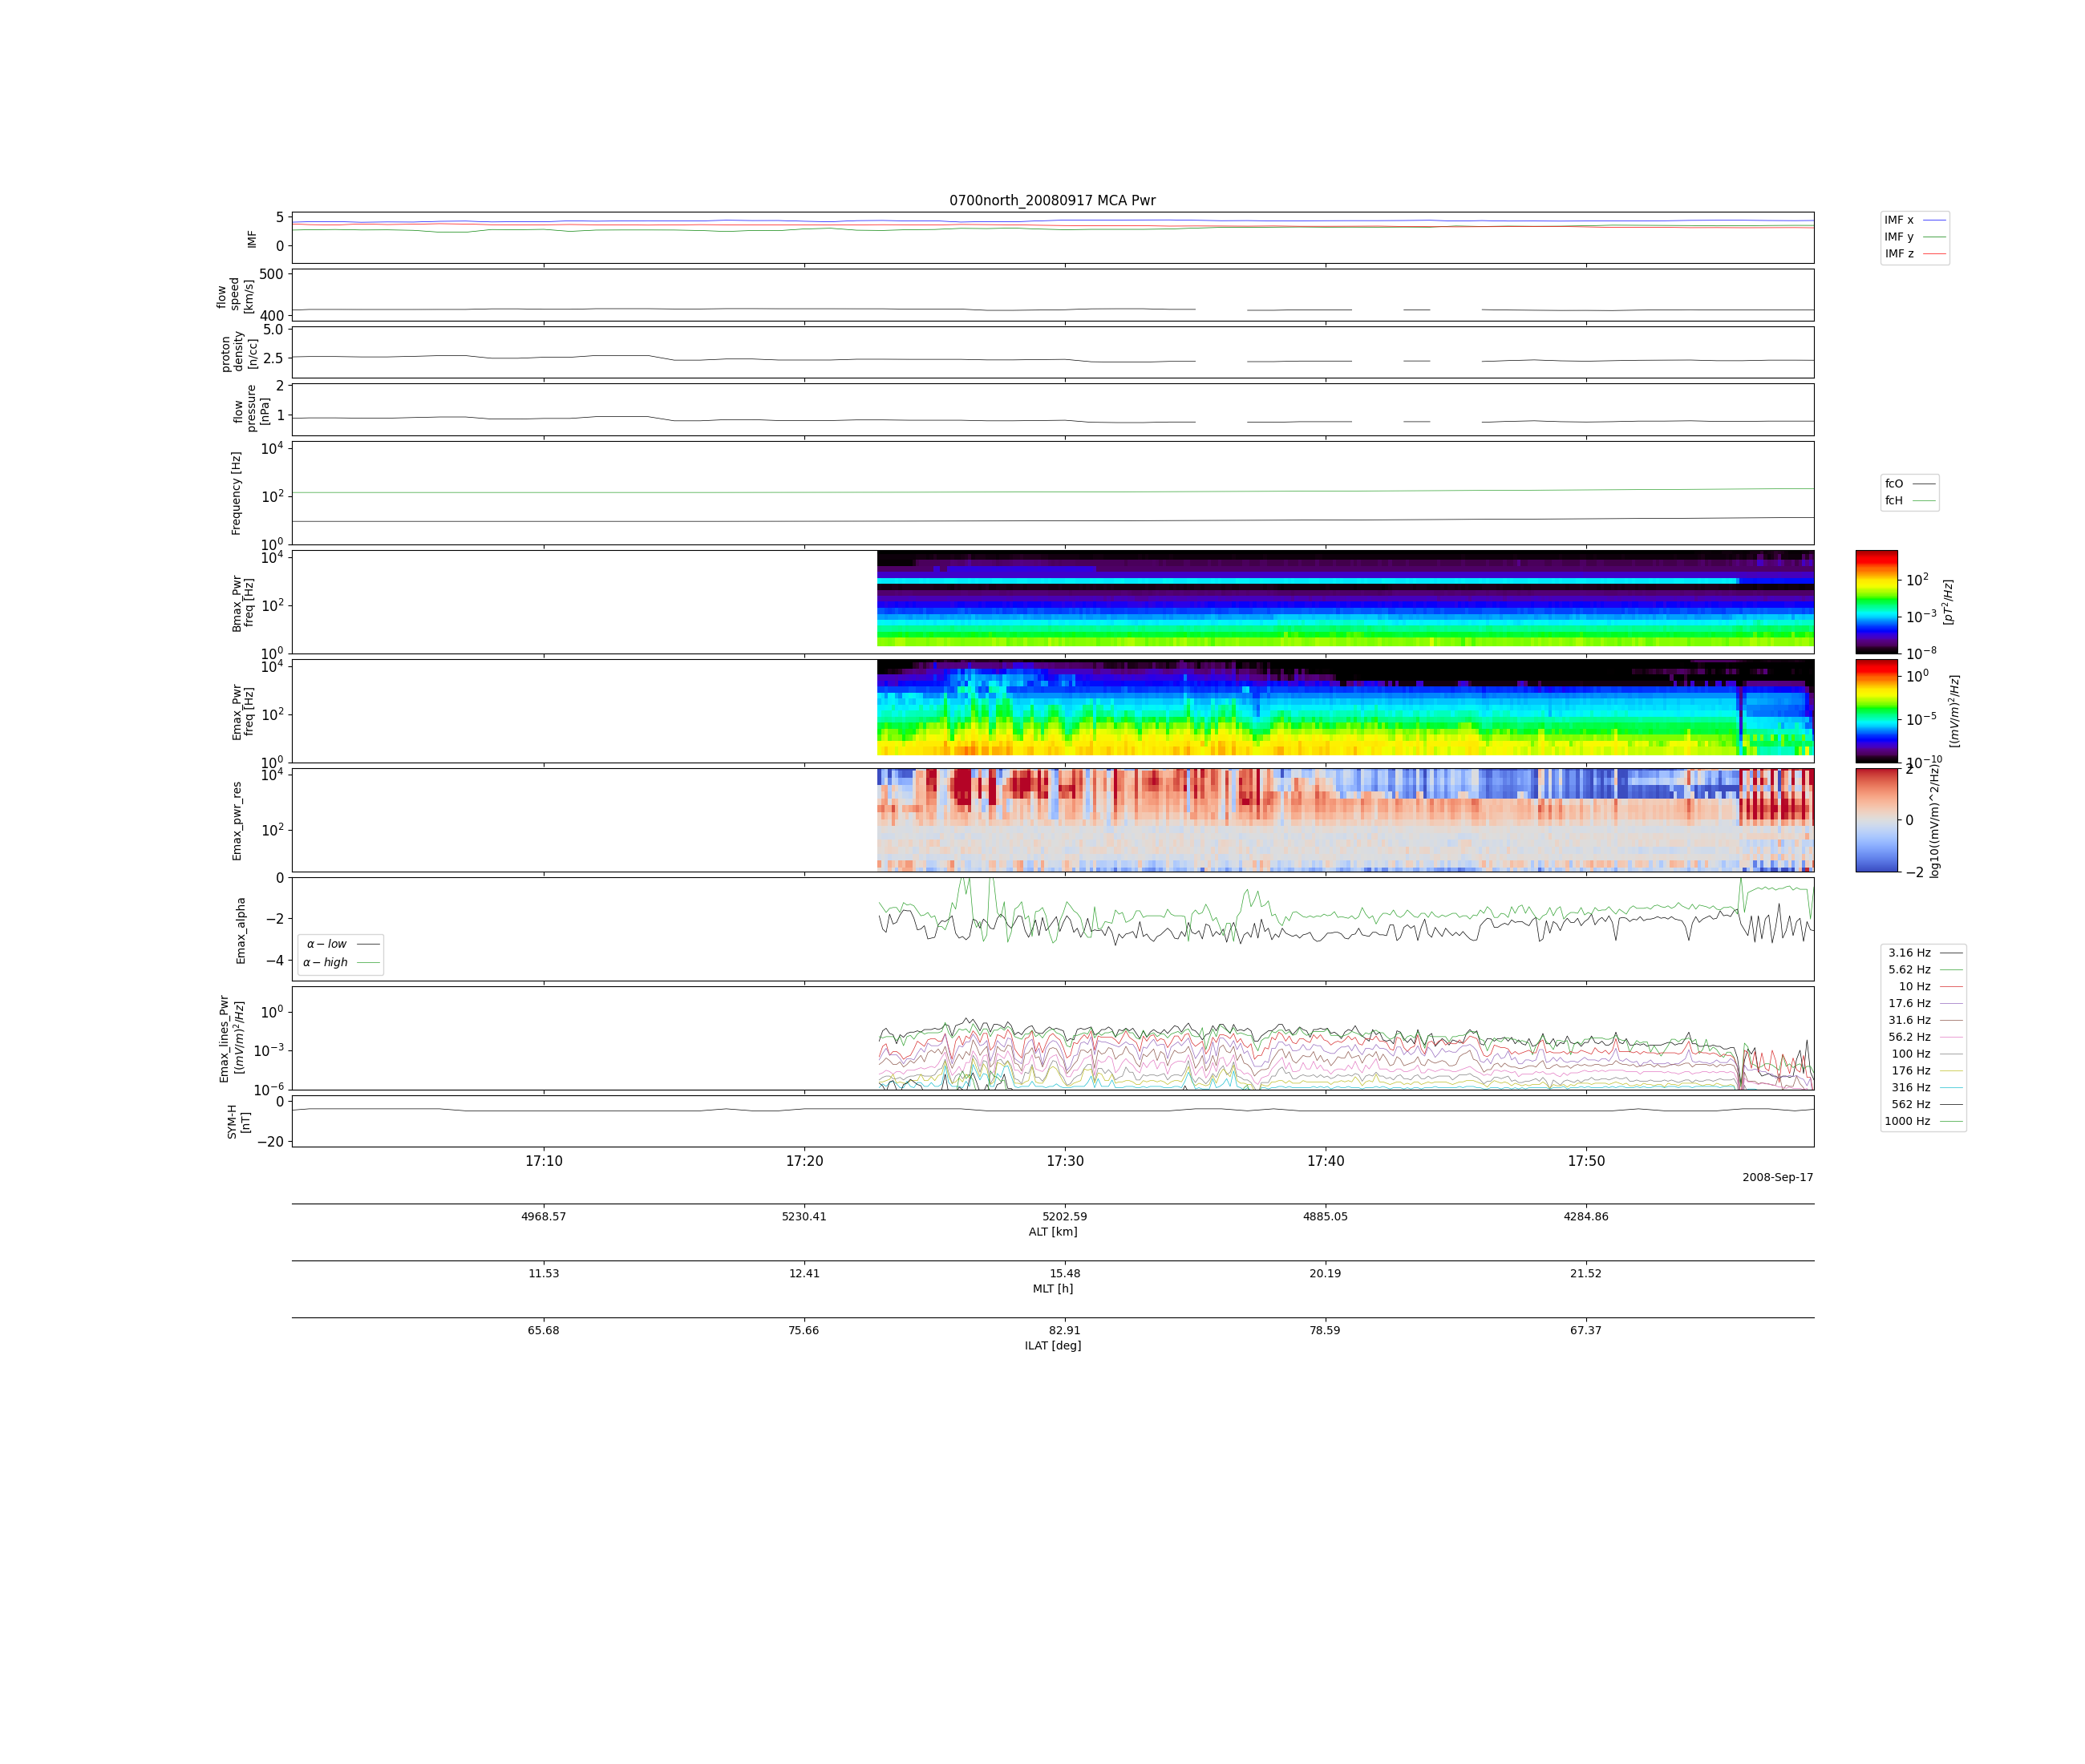 0700north_20080917 MCA Pwr
5
0
IMF
IMF x
IMF y
IMF z
500
400
flow
speed
[km/s]
5.0
2.5
proton
density
[n/cc]
2
1
flow
pressure
[nPa]
10^4
10^2
10^0
Frequency [Hz]
fcO
fcH
10^4
10^2
10^0
Bmax_Pwr
freq [Hz]
10^2
10^-3
10^-8
[pT^2/Hz]
10^4
10^2
10^0
Emax_Pwr
freq [Hz]
10^0
10^-5
10^-10
[(mV/m)^2/Hz]
10^4
10^2
Emax_pwr_res
2
0
−2
log10((mV/m)^2/Hz)
0
−2
−4
Emax_alpha
α − low
α − high
10^0
10^-3
10^-6
Emax_lines_Pwr
[(mV/m)^2/Hz]
3.16 Hz
5.62 Hz
10 Hz
17.6 Hz
31.6 Hz
56.2 Hz
100 Hz
176 Hz
316 Hz
562 Hz
1000 Hz
0
−20
SYM-H
[nT]
17:10 17:20 17:30 17:40 17:50
2008-Sep-17
4968.57 5230.41 5202.59 4885.05 4284.86
ALT [km]
11.53 12.41 15.48 20.19 21.52
MLT [h]
65.68 75.66 82.91 78.59 67.37
ILAT [deg]